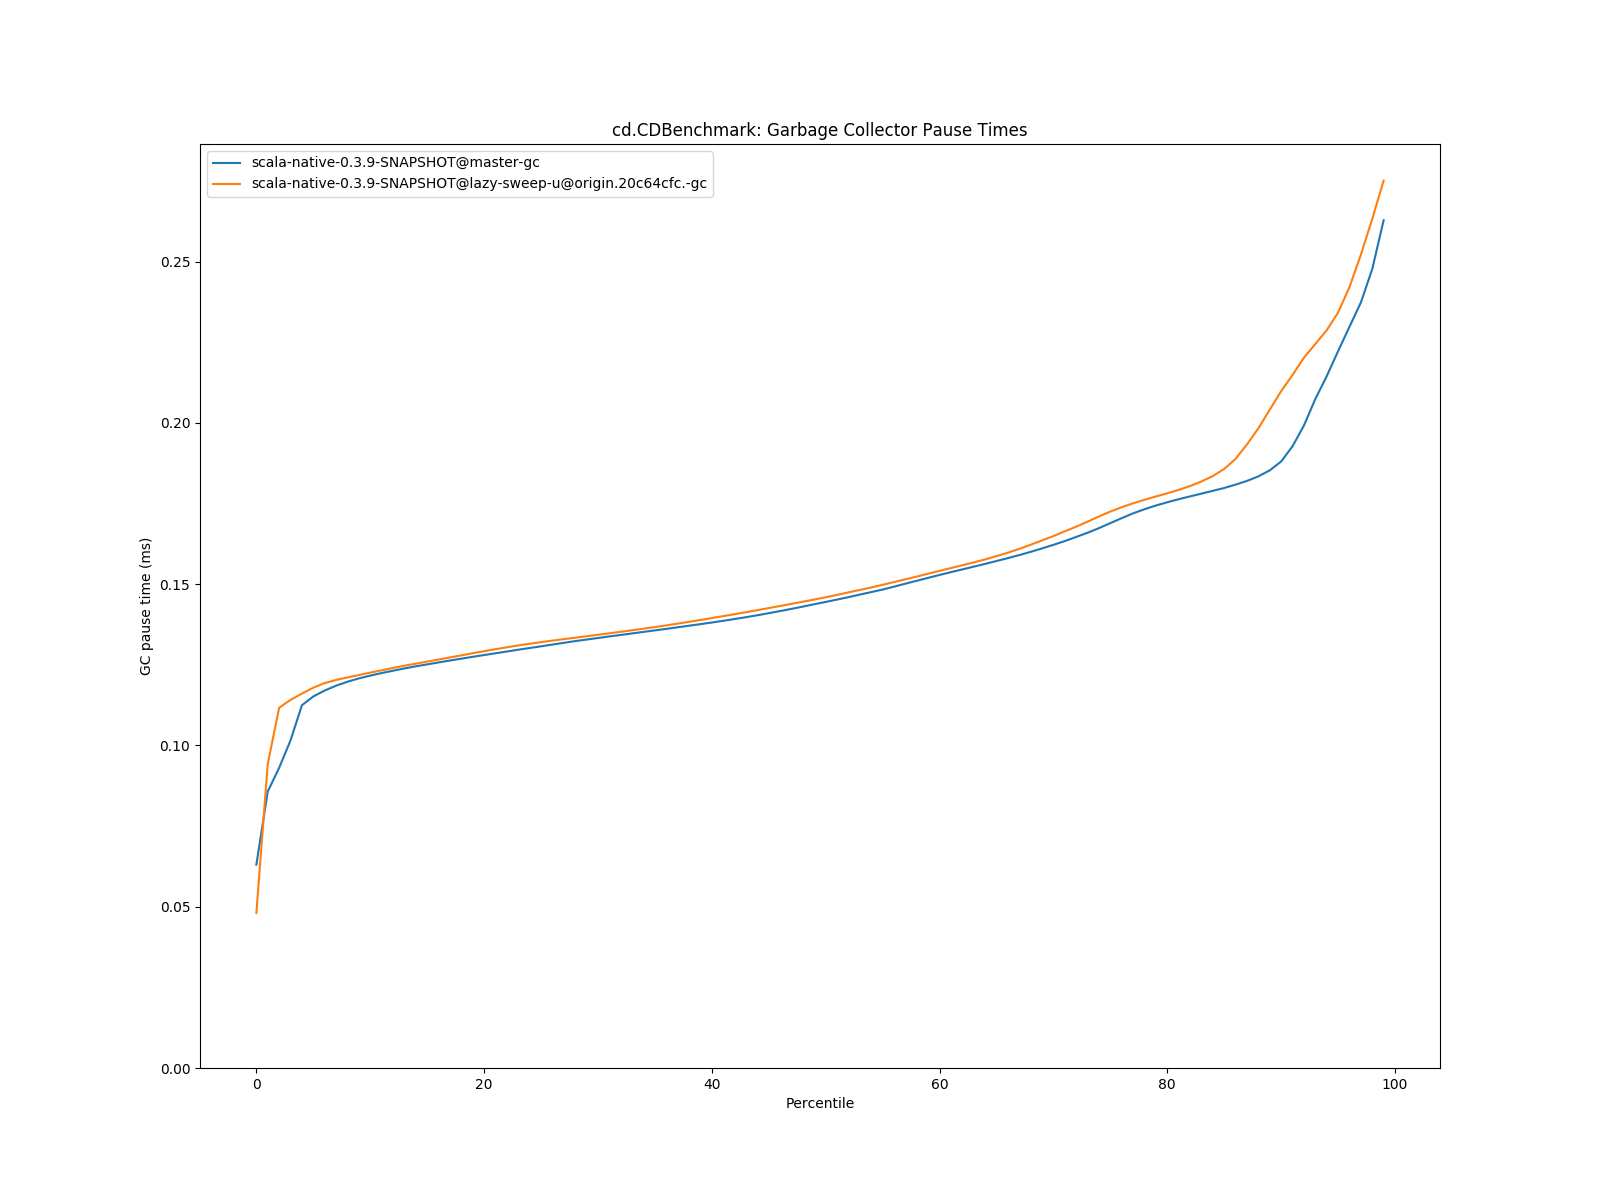 cd.CDBenchmark: Garbage Collector Pause Times
scala-native-0.3.9-SNAPSHOT@master-gc
scala-native-0.3.9-SNAPSHOT@lazy-sweep-u@origin.20c64cfc.-gc
0.25
0.20
0.15
0.10
0.05
0.00
GC pause time (ms)
0 20 40 60 80 100
Percentile